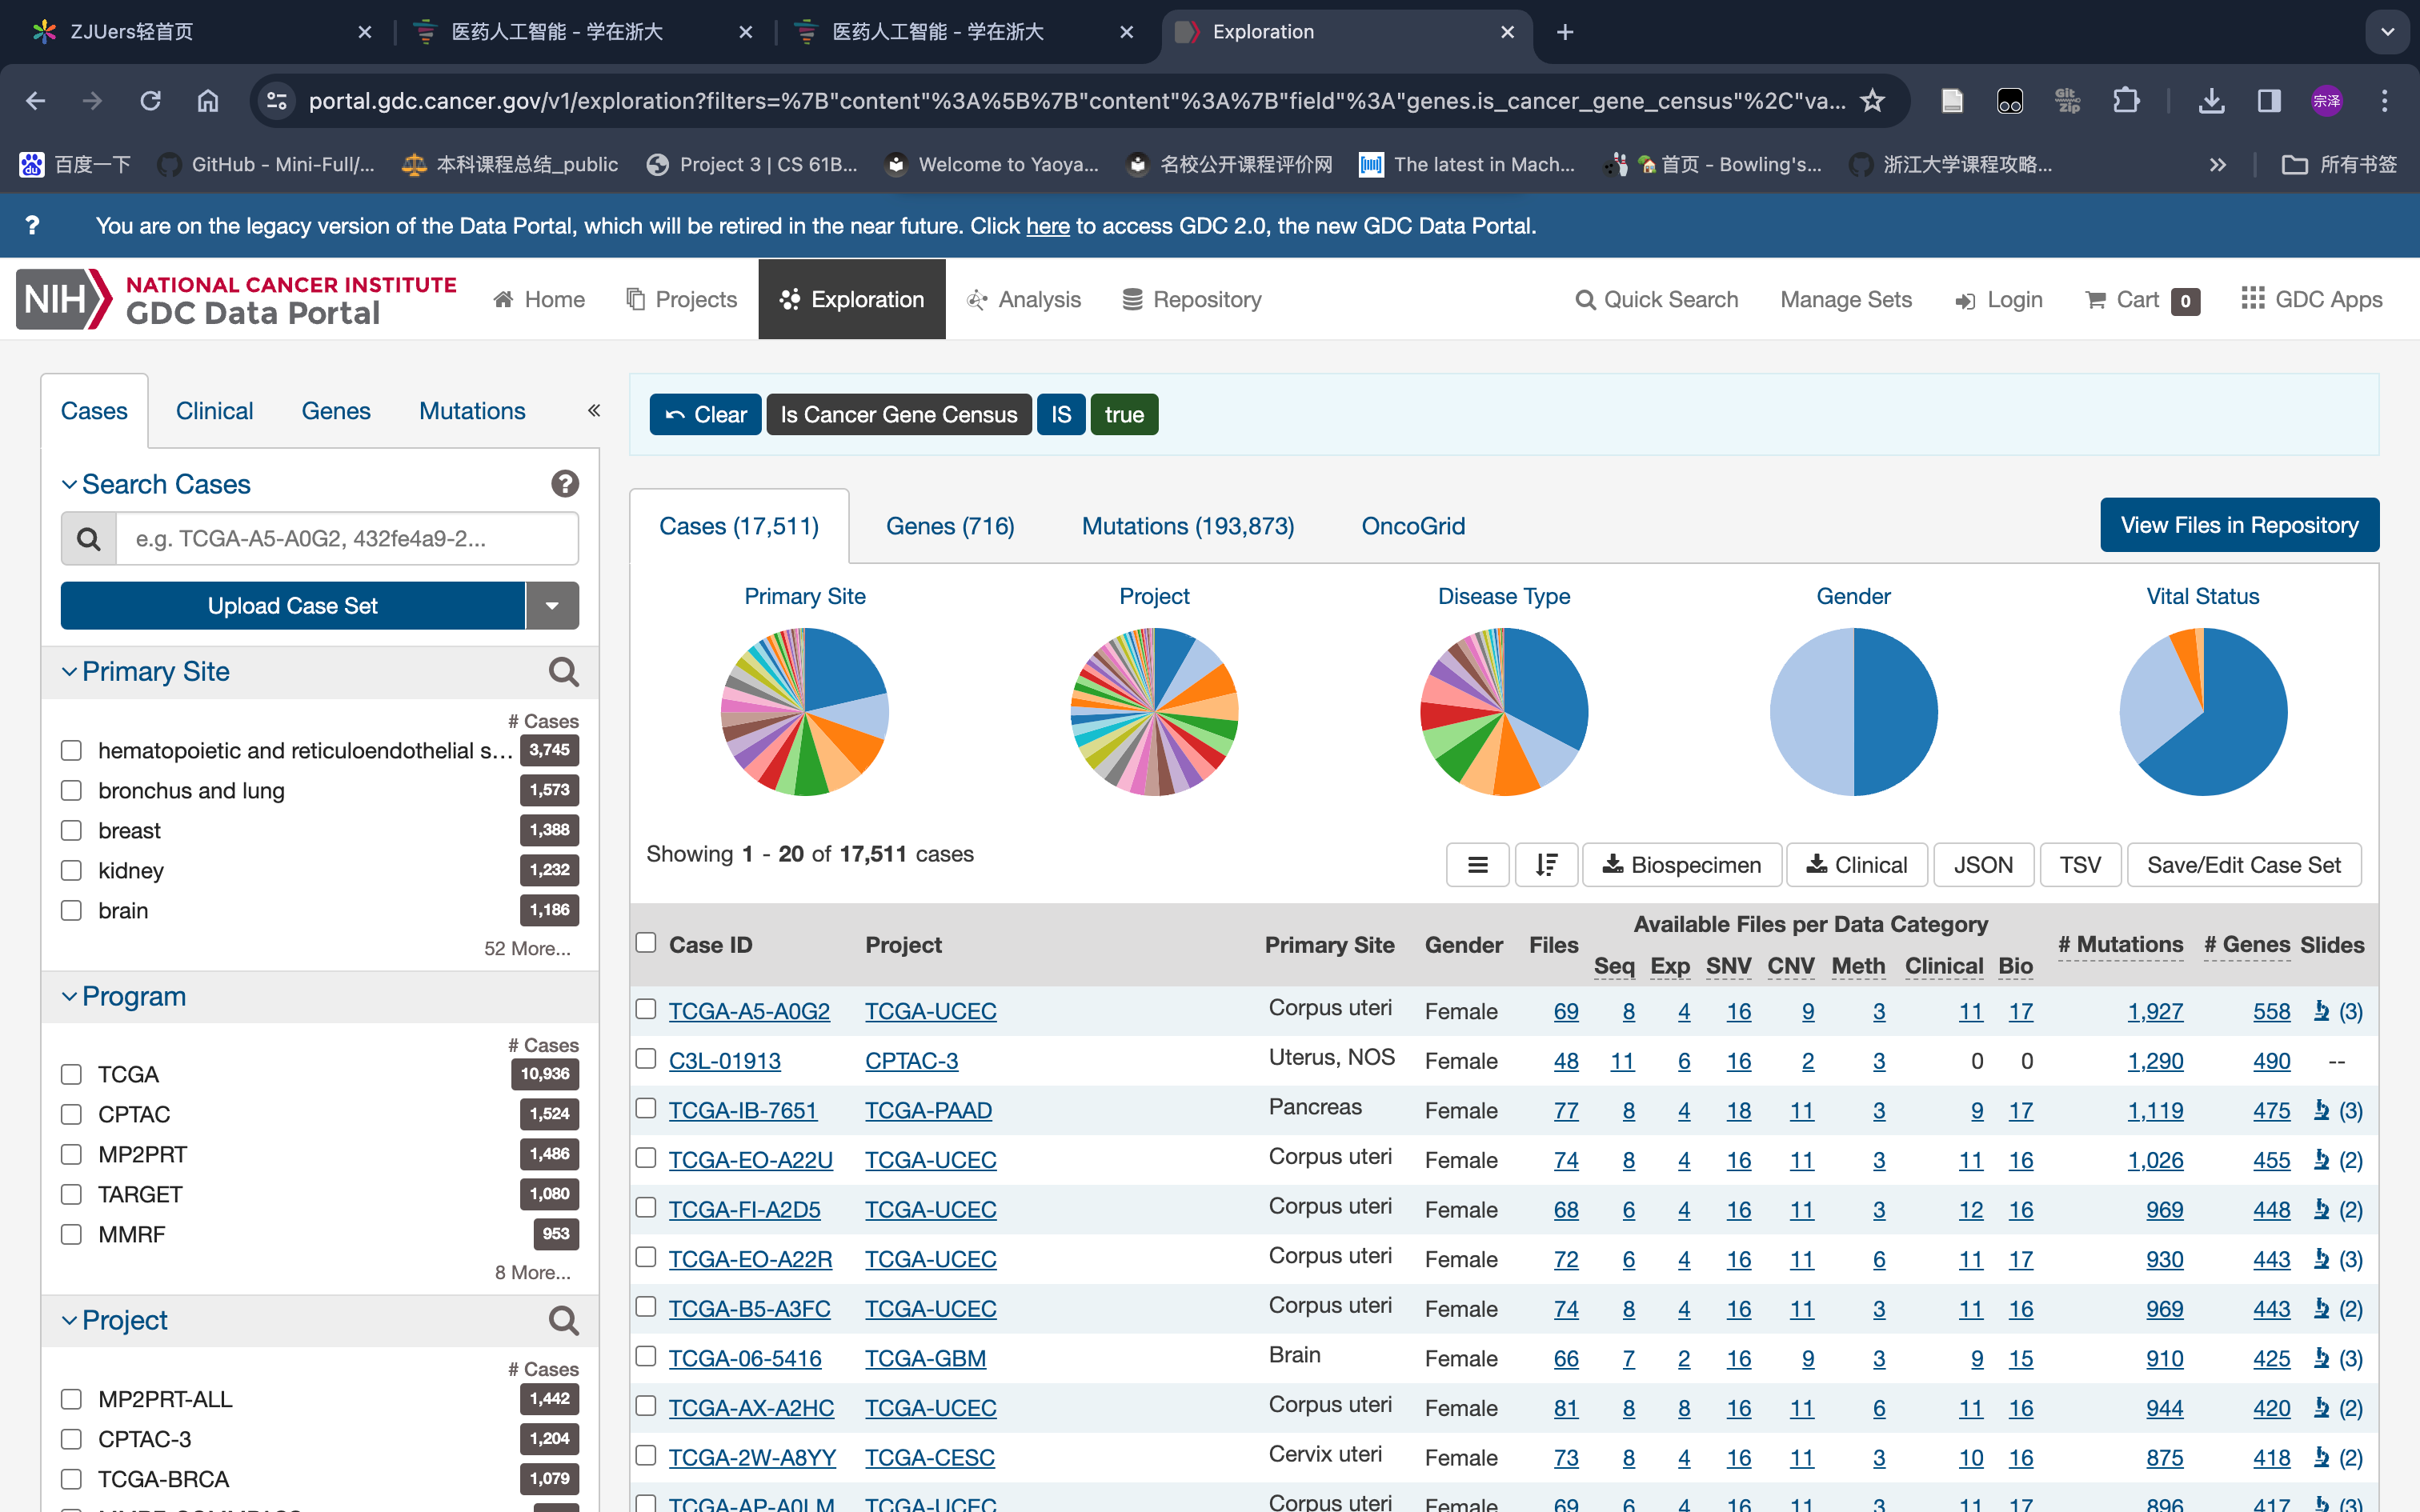 ZJUers轻首页
医药人工智能 - 学在浙大
医药人工智能 - 学在浙大
Exploration
portal.gdc.cancer.gov/v1/exploration?filters=%7B"content"%3A%5B%7B"content"%3A%7B"field"%3A"genes.is_cancer_gene_census"%2C"va...
Git Zip
宗泽
百度一下
GitHub - Mini-Full/...
本科课程总结_public
Project 3 | CS 61B...
Welcome to Yaoya...
名校公开课程评价网
The latest in Mach...
首页 - Bowling's...
浙江大学课程攻略...
所有书签
? You are on the legacy version of the Data Portal, which will be retired in the near future. Click here to access GDC 2.0, the new GDC Data Portal.
NIH NATIONAL CANCER INSTITUTE
GDC Data Portal
Home Projects Exploration Analysis Repository
Quick Search Manage Sets Login Cart 0 GDC Apps
Cases Clinical Genes Mutations «
Search Cases ?
e.g. TCGA-A5-A0G2, 432fe4a9-2...
Upload Case Set
Primary Site
# Cases
hematopoietic and reticuloendothelial s... 3,745
bronchus and lung 1,573
breast 1,388
kidney 1,232
brain 1,186
52 More...
Program
# Cases
TCGA 10,936
CPTAC 1,524
MP2PRT 1,486
TARGET 1,080
MMRF 953
8 More...
Project
# Cases
MP2PRT-ALL 1,442
CPTAC-3 1,204
TCGA-BRCA 1,079
Clear Is Cancer Gene Census IS true
Cases (17,511) Genes (716) Mutations (193,873) OncoGrid
View Files in Repository
Primary Site Project Disease Type Gender Vital Status
Showing 1 - 20 of 17,511 cases
Biospecimen Clinical JSON TSV Save/Edit Case Set
Available Files per Data Category
Case ID Project Primary Site Gender Files Seq Exp SNV CNV Meth Clinical Bio # Mutations # Genes Slides
TCGA-A5-A0G2 TCGA-UCEC Corpus uteri Female 69 8 4 16 9 3 11 17 1,927 558 (3)
C3L-01913 CPTAC-3 Uterus, NOS Female 48 11 6 16 2 3 0 0 1,290 490 --
TCGA-IB-7651 TCGA-PAAD Pancreas Female 77 8 4 18 11 3 9 17 1,119 475 (3)
TCGA-EO-A22U TCGA-UCEC Corpus uteri Female 74 8 4 16 11 3 11 16 1,026 455 (2)
TCGA-FI-A2D5 TCGA-UCEC Corpus uteri Female 68 6 4 16 11 3 12 16 969 448 (2)
TCGA-EO-A22R TCGA-UCEC Corpus uteri Female 72 6 4 16 11 6 11 17 930 443 (3)
TCGA-B5-A3FC TCGA-UCEC Corpus uteri Female 74 8 4 16 11 3 11 16 969 443 (2)
TCGA-06-5416 TCGA-GBM Brain Female 66 7 2 16 9 3 9 15 910 425 (3)
TCGA-AX-A2HC TCGA-UCEC Corpus uteri Female 81 8 8 16 11 6 11 16 944 420 (2)
TCGA-2W-A8YY TCGA-CESC Cervix uteri Female 73 8 4 16 11 3 10 16 875 418 (2)
TCGA-AP-A0LM TCGA-UCEC Corpus uteri Female 69 6 4 16 11 3 11 17 896 417 (3)